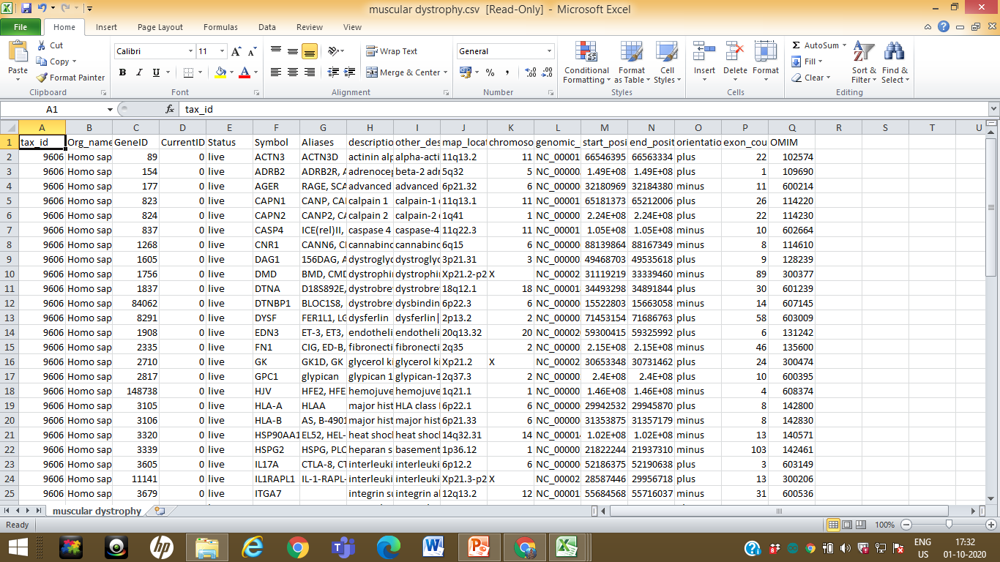 muscular dystrophy.csv [Read-Only] - Microsoft Excel
File Home Insert Page Layout Formulas Data Review View
Paste Cut Copy Format Painter Clipboard
Calibri 11 B I U Font
Wrap Text Merge & Center Alignment
General % , Number
Conditional Formatting Format as Table Cell Styles Styles
Insert Delete Format Cells
AutoSum Fill Clear Sort & Filter Find & Select Editing
A1 fx tax_id
A B C D E F G H I J K L M N O P Q R S T U
1 tax_id Org_name GeneID CurrentID Status Symbol Aliases descriptio other_des map_locat chromoso genomic_ start_posi end_posit orientatio exon_cou OMIM
2 9606 Homo sap 89 0 live ACTN3 ACTN3D actinin alp alpha-acti 11q13.2 11 NC_00001 66546395 66563334 plus 22 102574
3 9606 Homo sap 154 0 live ADRB2 ADRB2R, A adrenocep beta-2 adr 5q32 5 NC_00000 1.49E+08 1.49E+08 plus 1 109690
4 9606 Homo sap 177 0 live AGER RAGE, SCA advanced advanced 6p21.32 6 NC_00000 32180969 32184380 minus 11 600214
5 9606 Homo sap 823 0 live CAPN1 CANP, CAI calpain 1 calpain-1 11q13.1 11 NC_00001 65181373 65212006 plus 26 114220
6 9606 Homo sap 824 0 live CAPN2 CANP2, CA calpain 2 calpain-2 1q41 1 NC_00000 2.24E+08 2.24E+08 plus 22 114230
7 9606 Homo sap 837 0 live CASP4 ICE(rel)II, caspase 4 caspase-4 11q22.3 11 NC_00001 1.05E+08 1.05E+08 minus 10 602664
8 9606 Homo sap 1268 0 live CNR1 CANN6, C cannabino cannabino 6q15 6 NC_00000 88139864 88167349 minus 8 114610
9 9606 Homo sap 1605 0 live DAG1 156DAG, A dystroglyc dystroglyc 3p21.31 3 NC_00000 49468703 49535618 plus 9 128239
10 9606 Homo sap 1756 0 live DMD BMD, CMD dystrophin dystrophin Xp21.2-p2 X NC_00002 31119219 33339460 minus 89 300377
11 9606 Homo sap 1837 0 live DTNA D18S892E, dystrobre dystrobre 18q12.1 18 NC_00001 34493298 34891844 plus 30 601239
12 9606 Homo sap 84062 0 live DTNBP1 BLOC1S8, dystrobre dysbindin 6p22.3 6 NC_00000 15522803 15663058 minus 14 607145
13 9606 Homo sap 8291 0 live DYSF FER1L1, LG dysferlin dysferlin| 2p13.2 2 NC_00000 71453154 71686763 plus 58 603009
14 9606 Homo sap 1908 0 live EDN3 ET-3, ET3, endotheli endotheli 20q13.32 20 NC_00002 59300415 59325992 plus 6 131242
15 9606 Homo sap 2335 0 live FN1 CIG, ED-B, fibronecti fibronecti 2q35 2 NC_00000 2.15E+08 2.15E+08 minus 46 135600
16 9606 Homo sap 2710 0 live GK GK1D, GK glycerol ki glycerol ki Xp21.2 X NC_00002 30653348 30731462 plus 24 300474
17 9606 Homo sap 2817 0 live GPC1 glypican glypican 1 glypican-1 2q37.3 2 NC_00000 2.4E+08 2.4E+08 plus 10 600395
18 9606 Homo sap 148738 0 live HJV HFE2, HFE hemojuve hemojuve 1q21.1 1 NC_00000 1.46E+08 1.46E+08 minus 4 608374
19 9606 Homo sap 3105 0 live HLA-A HLAA major hist HLA class I 6p22.1 6 NC_00000 29942532 29945870 plus 8 142800
20 9606 Homo sap 3106 0 live HLA-B AS, B-4901 major hist major hist 6p21.33 6 NC_00000 31353875 31357179 minus 8 142830
21 9606 Homo sap 3320 0 live HSP90AA1 EL52, HEL- heat shoc heat shoc 14q32.31 14 NC_00001 1.02E+08 1.02E+08 minus 13 140571
22 9606 Homo sap 3339 0 live HSPG2 HSPG, PLC heparan s basement 1p36.12 1 NC_00000 21822244 21937310 minus 103 142461
23 9606 Homo sap 3605 0 live IL17A CTLA-8, CT interleuki interleuki 6p12.2 6 NC_00000 52186375 52190638 plus 3 603149
24 9606 Homo sap 11141 0 live IL1RAPL1 IL-1-RAPL- interleuki interleuki Xp21.3-p2 X NC_00002 28587446 29956718 plus 13 300206
25 9606 Homo sap 3679 0 live ITGA7 integrin su integrin al 12q13.2 12 NC_00001 55684568 55716037 minus 31 600536
muscular dystrophy
Ready 100%
ENG 17:32
US 01-10-2020